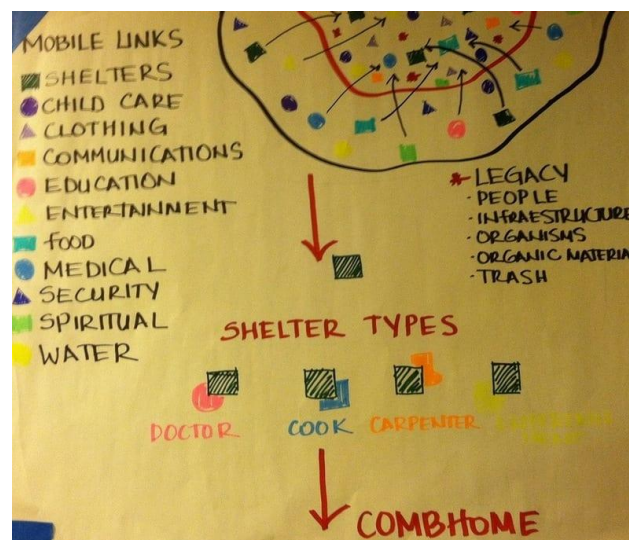 MOBILE LINKS
SHELTERS
CHILD CARE
CLOTHING
COMMUNICATIONS
EDUCATION
ENTERTAINMENT
FOOD
MEDICAL
SECURITY
SPIRITUAL
WATER
LEGACY
· PEOPLE
· INFRAESTRUCTURE
· ORGANISMS
· ORGANIC MATERIA
· TRASH
SHELTER TYPES
DOCTOR
COOK
CARPENTER
COMBHOME